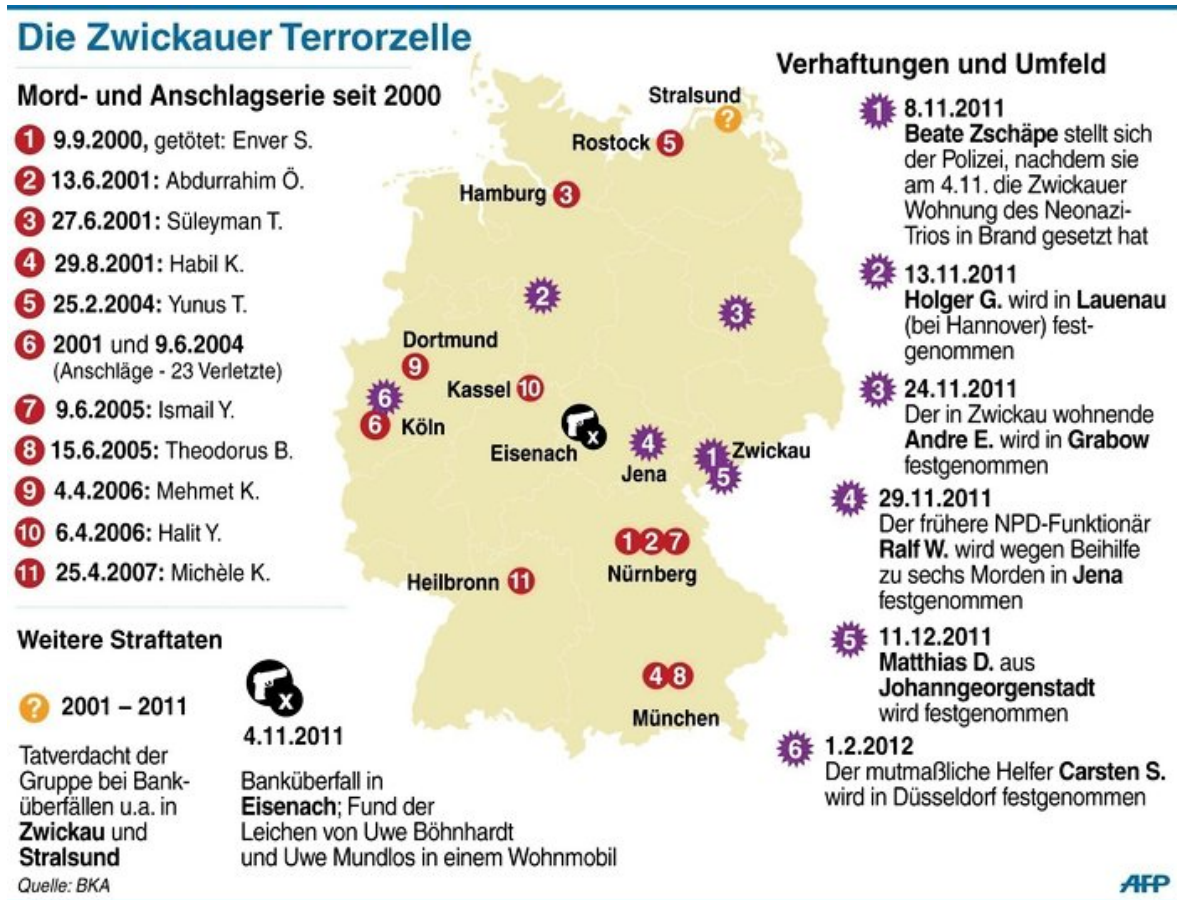 Die Zwickauer Terrorzelle
Mord- und Anschlagserie seit 2000
1 9.9.2000, getötet: Enver S.
2 13.6.2001: Abdurrahim Ö.
3 27.6.2001: Süleyman T.
4 29.8.2001: Habil K.
5 25.2.2004: Yunus T.
6 2001 und 9.6.2004
(Anschläge - 23 Verletzte)
7 9.6.2005: Ismail Y.
8 15.6.2005: Theodorus B.
9 4.4.2006: Mehmet K.
10 6.4.2006: Halit Y.
11 25.4.2007: Michèle K.
Weitere Straftaten
? 2001 – 2011
Tatverdacht der
Gruppe bei Bank-
überfällen u.a. in
Zwickau und
Stralsund
Quelle: BKA
x
4.11.2011
Banküberfall in
Eisenach; Fund der
Leichen von Uwe Böhnhardt
und Uwe Mundlos in einem Wohnmobil
Stralsund
?
Rostock 5
Hamburg 3
2
3
Dortmund
9
Kassel 10
6
6 Köln
Eisenach x
4
Jena
1 Zwickau
5
1 2 7
Nürnberg
Heilbronn 11
4 8
München
Verhaftungen und Umfeld
1 8.11.2011
Beate Zschäpe stellt sich
der Polizei, nachdem sie
am 4.11. die Zwickauer
Wohnung des Neonazi-
Trios in Brand gesetzt hat
2 13.11.2011
Holger G. wird in Lauenau
(bei Hannover) fest-
genommen
3 24.11.2011
Der in Zwickau wohnende
Andre E. wird in Grabow
festgenommen
4 29.11.2011
Der frühere NPD-Funktionär
Ralf W. wird wegen Beihilfe
zu sechs Morden in Jena
festgenommen
5 11.12.2011
Matthias D. aus
Johanngeorgenstadt
wird festgenommen
6 1.2.2012
Der mutmaßliche Helfer Carsten S.
wird in Düsseldorf festgenommen
AFP